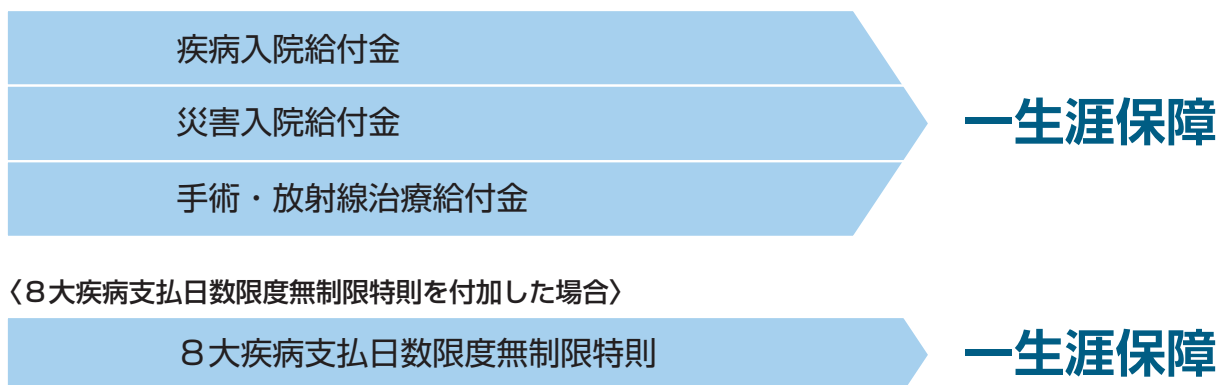 疾病入院給付金
災害入院給付金
一生涯保障
手術・放射線治療給付金
〈８大疾病支払日数限度無制限特則を付加した場合〉
８大疾病支払日数限度無制限特則
一生涯保障